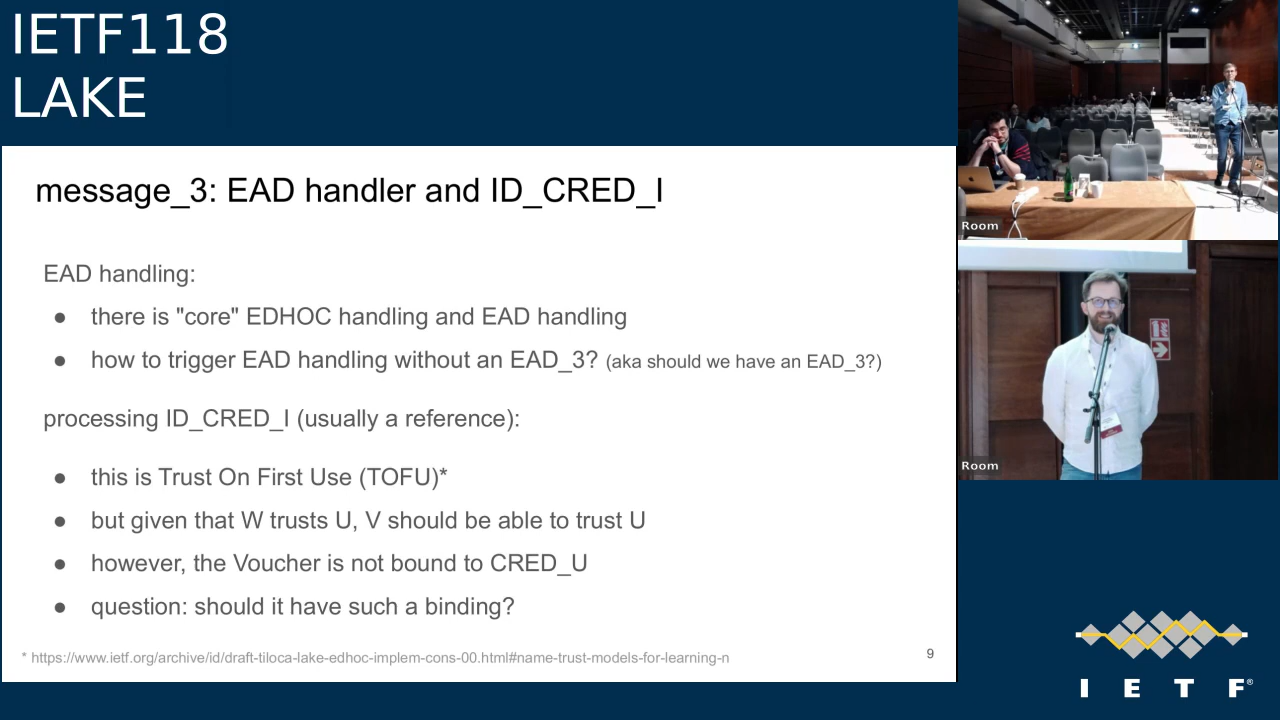 IETF118
LAKE
message_3: EAD handler and ID_CRED_I
EAD handling:
● there is "core" EDHOC handling and EAD handling
● how to trigger EAD handling without an EAD_3? (aka should we have an EAD_3?)
processing ID_CRED_I (usually a reference):
● this is Trust On First Use (TOFU)*
● but given that W trusts U, V should be able to trust U
● however, the Voucher is not bound to CRED_U
● question: should it have such a binding?
* https://www.ietf.org/archive/id/draft-tiloca-lake-edhoc-implem-cons-00.html#name-trust-models-for-learning-n
9
Room
Room
I E T F®